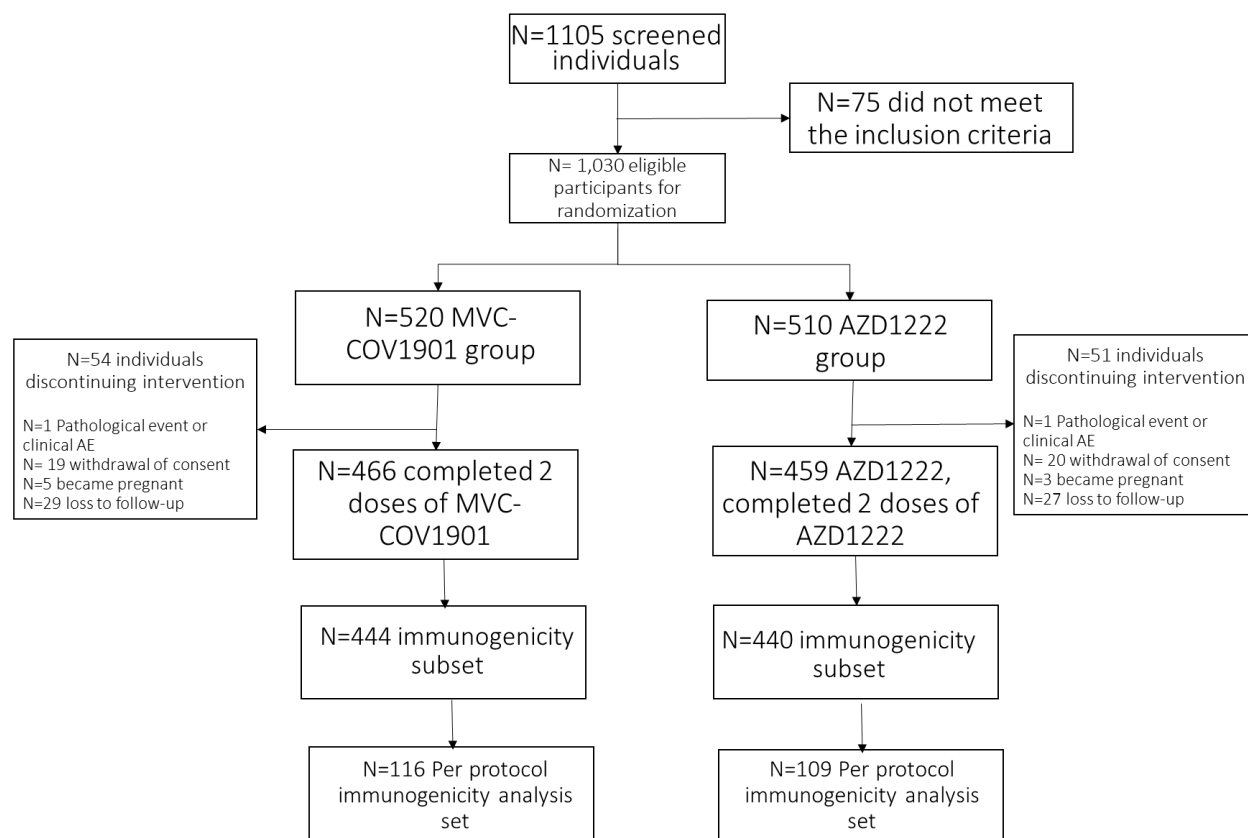 N=1105 screened
individuals
N=75 did not meet
the inclusion criteria
N= 1,030 eligible
participants for
randomization
N=520 MVC-
COV1901 group
N=510 AZD1222
group
N=54 individuals
discontinuing intervention
N=1 Pathological event or
clinical AE
N= 19 withdrawal of consent
N=5 became pregnant
N=29 loss to follow-up
N=51 individuals
discontinuing intervention
N=1 Pathological event or
clinical AE
N= 20 withdrawal of consent
N=3 became pregnant
N=27 loss to follow-up
N=466 completed 2
doses of MVC-
COV1901
N=459 AZD1222,
completed 2 doses of
AZD1222
N=444 immunogenicity
subset
N=440 immunogenicity
subset
N=116 Per protocol
immunogenicity analysis
set
N=109 Per protocol
immunogenicity analysis
set